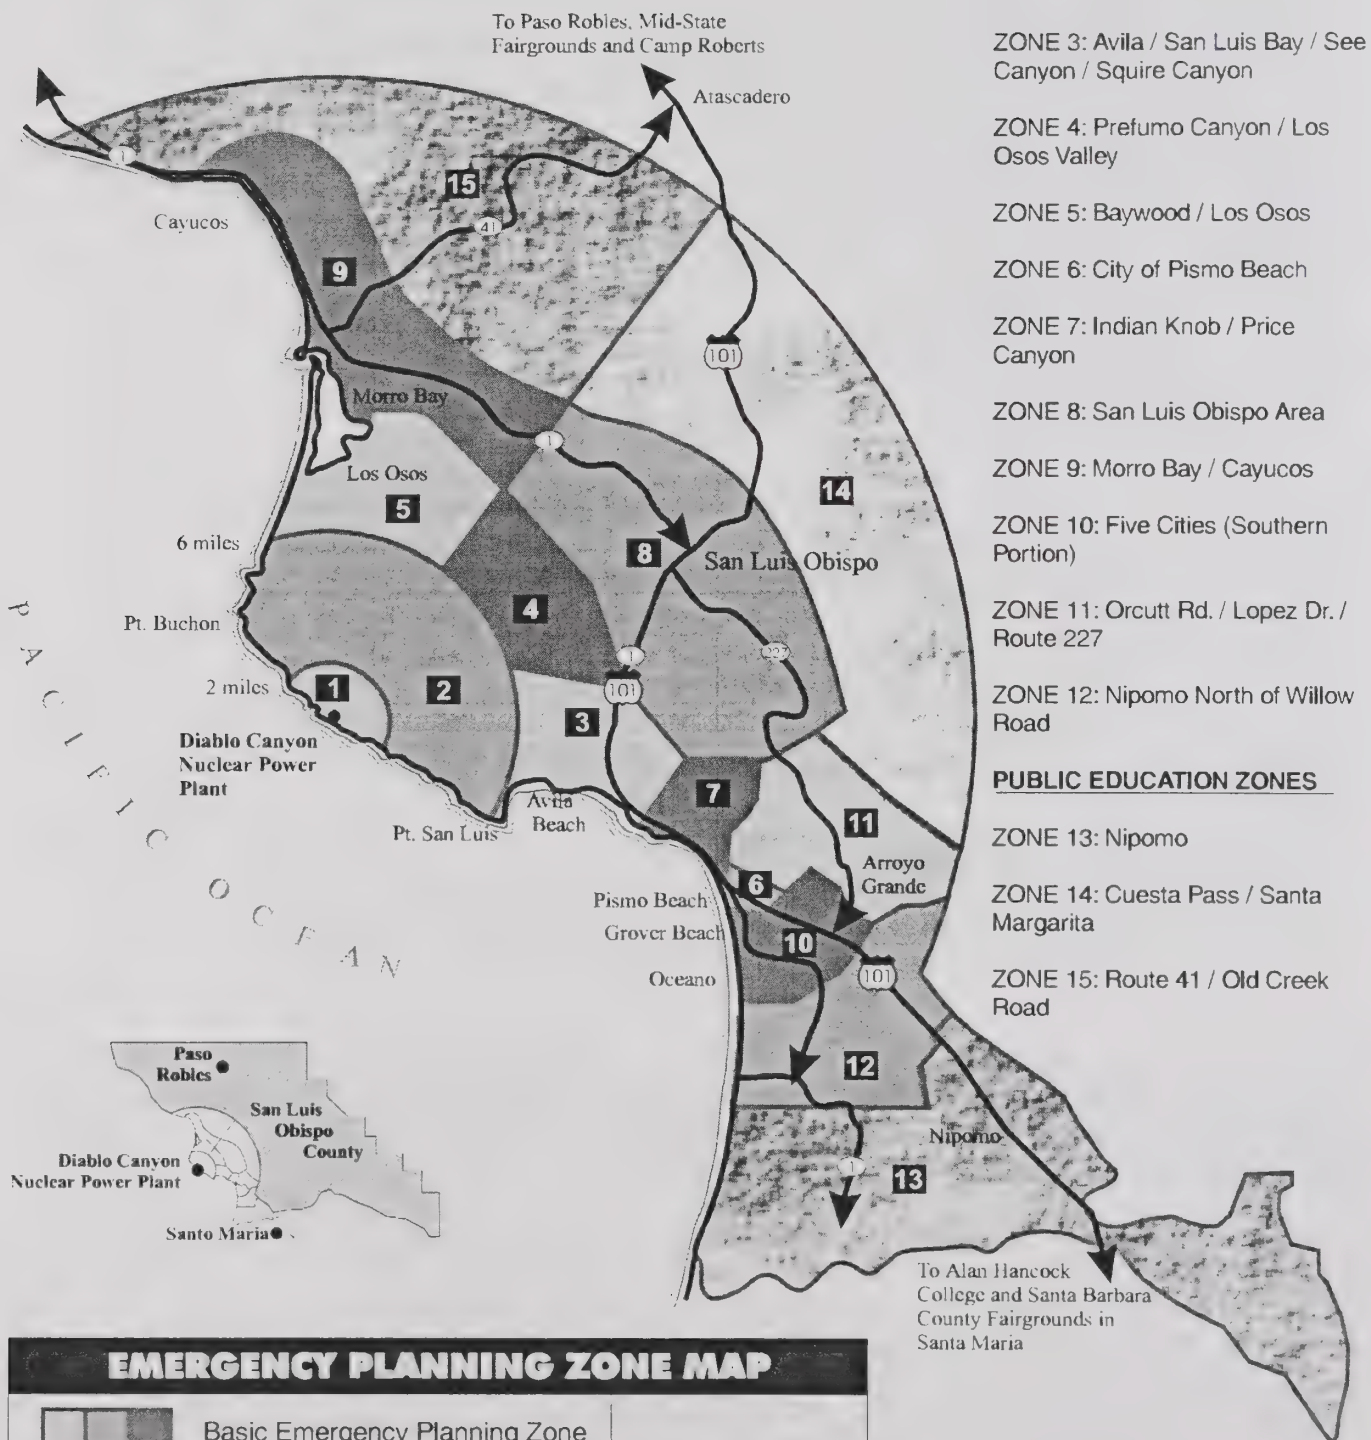 To Paso Robles, Mid-State
Fairgrounds and Camp Roberts
Atascadero
1
15
41
Cayucos
9
101
Morro Bay
1
Los Osos
5
14
6 miles
8
San Luis Obispo
4
Pt. Buchon
1
227
2 miles
1
2
101
3
Diablo Canyon
Nuclear Power
Plant
7
Avila
Beach
Pt. San Luis
11
Arroyo
Grande
6
Pismo Beach
Grover Beach
10
101
Oceano
12
Nipomo
1
13
PACIFIC OCEAN
To Alan Hancock
College and Santa Barbara
County Fairgrounds in
Santa Maria
Paso
Robles
San Luis
Obispo
County
Diablo Canyon
Nuclear Power Plant
Santo Maria
ZONE 3: Avila / San Luis Bay / See
Canyon / Squire Canyon
ZONE 4: Prefumo Canyon / Los
Osos Valley
ZONE 5: Baywood / Los Osos
ZONE 6: City of Pismo Beach
ZONE 7: Indian Knob / Price
Canyon
ZONE 8: San Luis Obispo Area
ZONE 9: Morro Bay / Cayucos
ZONE 10: Five Cities (Southern
Portion)
ZONE 11: Orcutt Rd. / Lopez Dr. /
Route 227
ZONE 12: Nipomo North of Willow
Road
PUBLIC EDUCATION ZONES
ZONE 13: Nipomo
ZONE 14: Cuesta Pass / Santa
Margarita
ZONE 15: Route 41 / Old Creek
Road
EMERGENCY PLANNING ZONE MAP
Basic Emergency Planning Zone